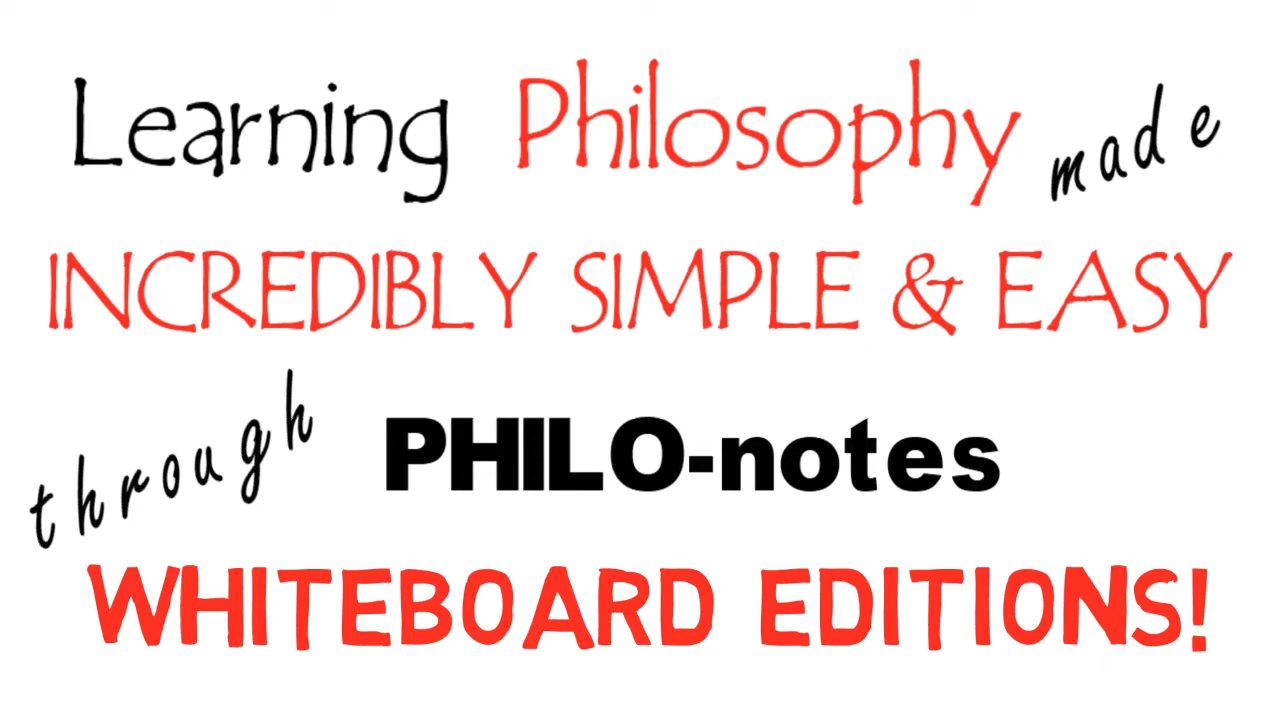 Learning Philosophy made
INCREDIBLY SIMPLE & EASY
through PHILO-notes
WHITEBOARD EDITIONS!